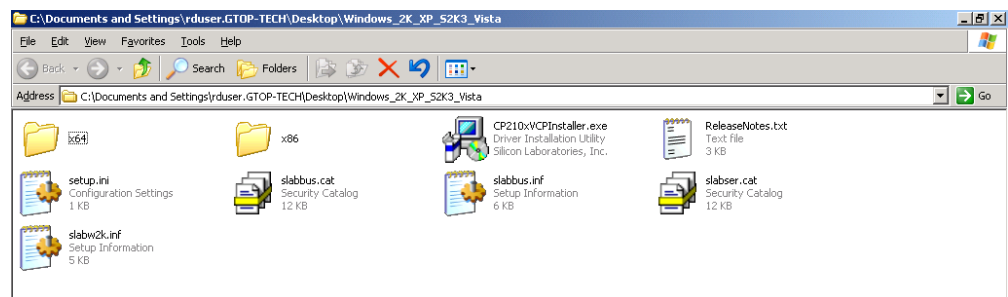 C:\Documents and Settings\rduser.GTOP-TECH\Desktop\Windows_2K_XP_S2K3_Vista
File Edit View Favorites Tools Help
Back Search Folders
Address C:\Documents and Settings\rduser.GTOP-TECH\Desktop\Windows_2K_XP_S2K3_Vista Go
x64
x86
CP210xVCPInstaller.exe
Driver Installation Utility
Silicon Laboratories, Inc.
ReleaseNotes.txt
Text file
3 KB
setup.ini
Configuration Settings
1 KB
slabbus.cat
Security Catalog
12 KB
slabbus.inf
Setup Information
6 KB
slabser.cat
Security Catalog
12 KB
slabw2k.inf
Setup Information
5 KB